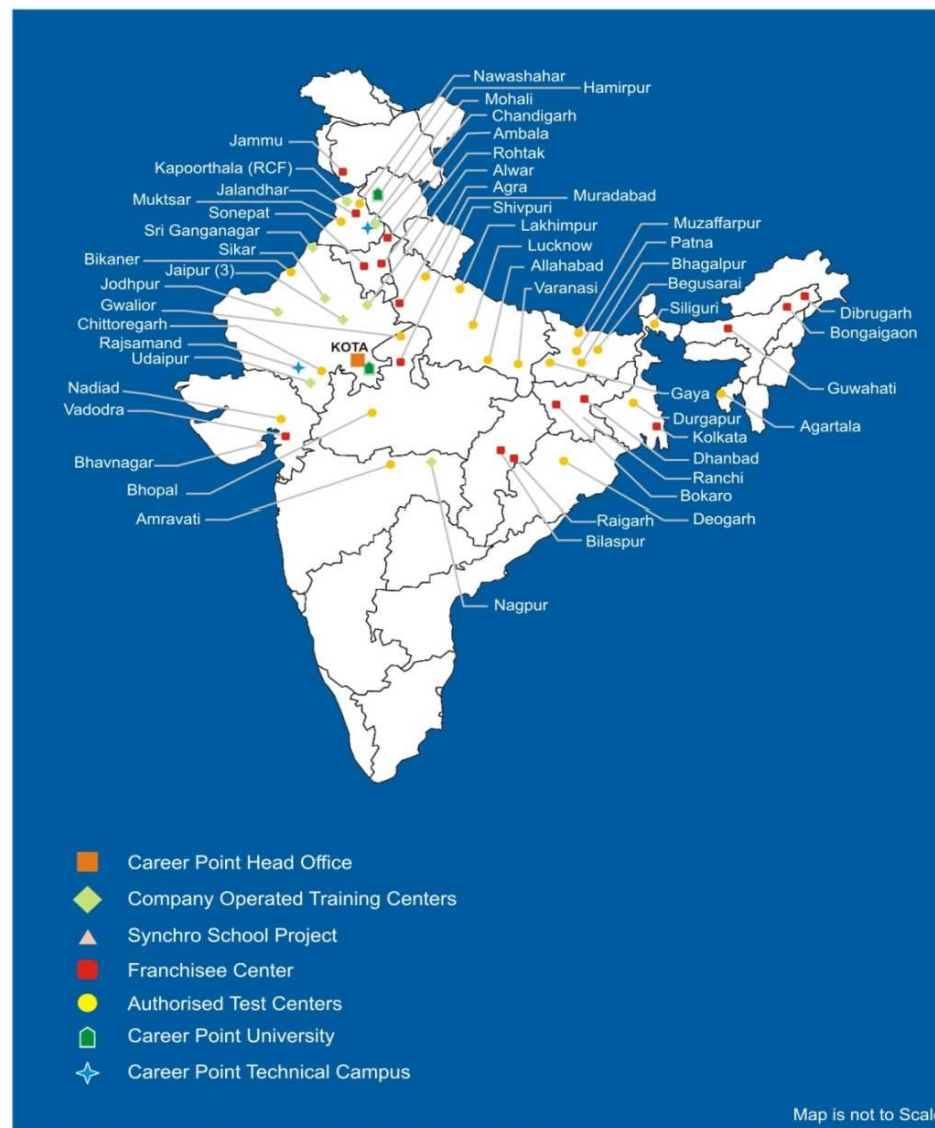 Nawashahar
Hamirpur
Mohali
Chandigarh
Ambala
Rohtak
Alwar
Agra
Muradabad
Shivpuri
Lakhimpur
Lucknow
Allahabad
Varanasi
Muzaffarpur
Patna
Bhagalpur
Begusarai
Siliguri
Dibrugarh
Bongaigaon
Guwahati
Agartala
Jammu
Kapoorthala (RCF)
Jalandhar
Muktsar
Sonepat
Sri Ganganagar
Sikar
Bikaner
Jaipur (3)
Jodhpur
Gwalior
Chittoregarh
Rajsamand
Udaipur
Nadiad
Vadodra
Bhavnagar
Bhopal
Amravati
KOTA
Gaya
Durgapur
Kolkata
Dhanbad
Ranchi
Bokaro
Deogarh
Raigarh
Bilaspur
Nagpur
Career Point Head Office
Company Operated Training Centers
Synchro School Project
Franchisee Center
Authorised Test Centers
Career Point University
Career Point Technical Campus
Map is not to Scale